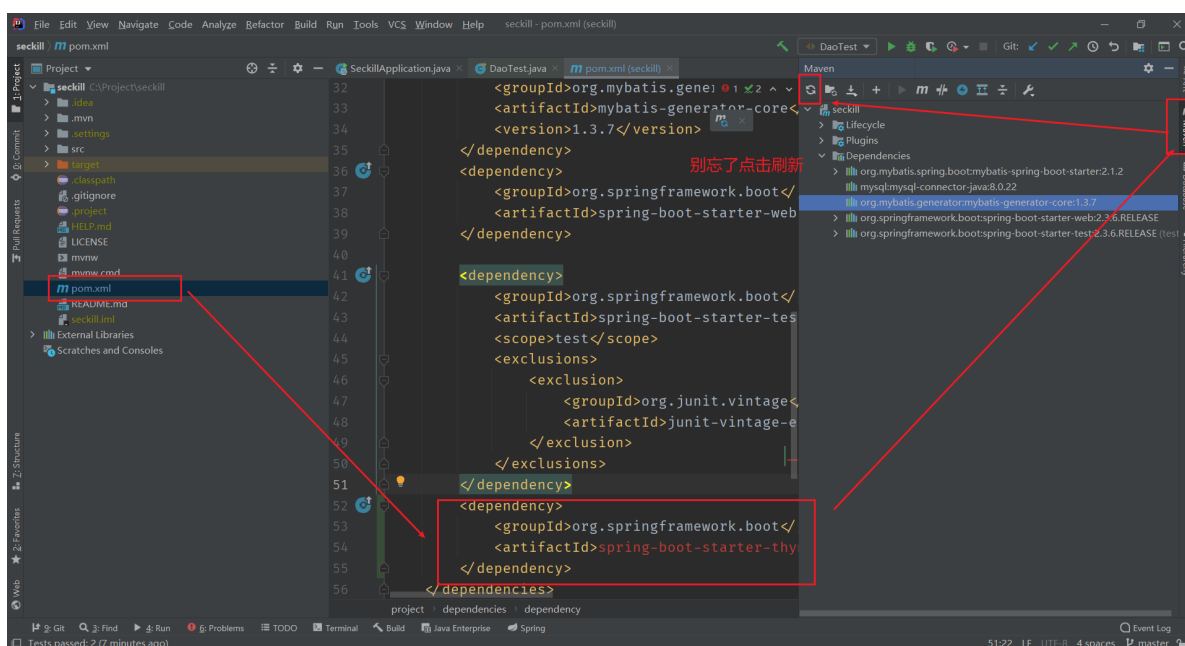 File Edit View Navigate Code Analyze Refactor Build Run Tools VCS Window Help seckill - pom.xml (seckill)
seckill pom.xml
DaoTest
Git:
Project
SeckillApplication.java
DaoTest.java
pom.xml (seckill)
Maven
1: Project
0: Commit
Pull Requests
7: Structure
2: Favorites
Web
seckill C:\Project\seckill
.idea
.mvn
.settings
src
target
.classpath
.gitignore
.project
HELP.md
LICENSE
mvnw
mvnw.cmd
pom.xml
README.md
seckill.iml
External Libraries
Scratches and Consoles
32 <groupId>org.mybatis.gene 1 2
33 <artifactId>mybatis-generator-core<
34 <version>1.3.7</version>
35 </dependency>
36 <dependency>
37 <groupId>org.springframework.boot</
38 <artifactId>spring-boot-starter-web
39 </dependency>
40
41 <dependency>
42 <groupId>org.springframework.boot</
43 <artifactId>spring-boot-starter-tes
44 <scope>test</scope>
45 <exclusions>
46 <exclusion>
47 <groupId>org.junit.vintage<
48 <artifactId>junit-vintage-e
49 </exclusion>
50 </exclusions>
51 </dependency>
52 <dependency>
53 <groupId>org.springframework.boot</
54 <artifactId>spring-boot-starter-thy
55 </dependency>
56 </dependencies>
别忘了点击刷新
project dependencies dependency
seckill
Lifecycle
Plugins
Dependencies
org.mybatis.spring.boot:mybatis-spring-boot-starter:2.1.2
mysql:mysql-connector-java:8.0.22
org.mybatis.generator:mybatis-generator-core:1.3.7
org.springframework.boot:spring-boot-starter-web:2.3.6.RELEASE
org.springframework.boot:spring-boot-starter-test:2.3.6.RELEASE (test
9: Git 3: Find 4: Run 6: Problems TODO Terminal Build Java Enterprise Spring Event Log
Tests passed: 2 (7 minutes ago) 51:22 LF UTF-8 4 spaces master